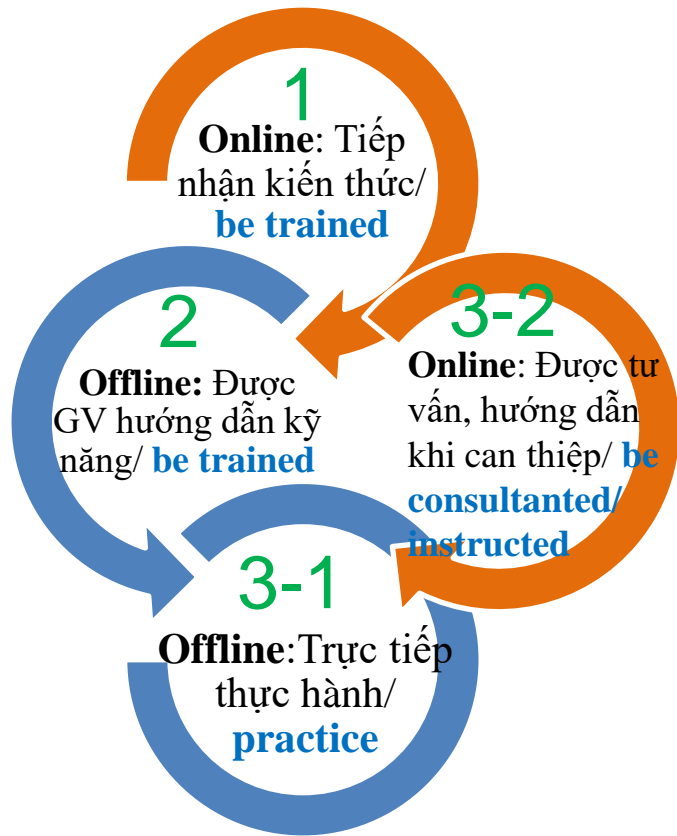 1
Online: Tiếp
nhận kiến thức/
be trained
2
Offline: Được
GV hướng dẫn kỹ
năng/ be trained
3-2
Online: Được tư
vấn, hướng dẫn
khi can thiệp/ be
consultanted/
instructed
3-1
Offline:Trực tiếp
thực hành/
practice